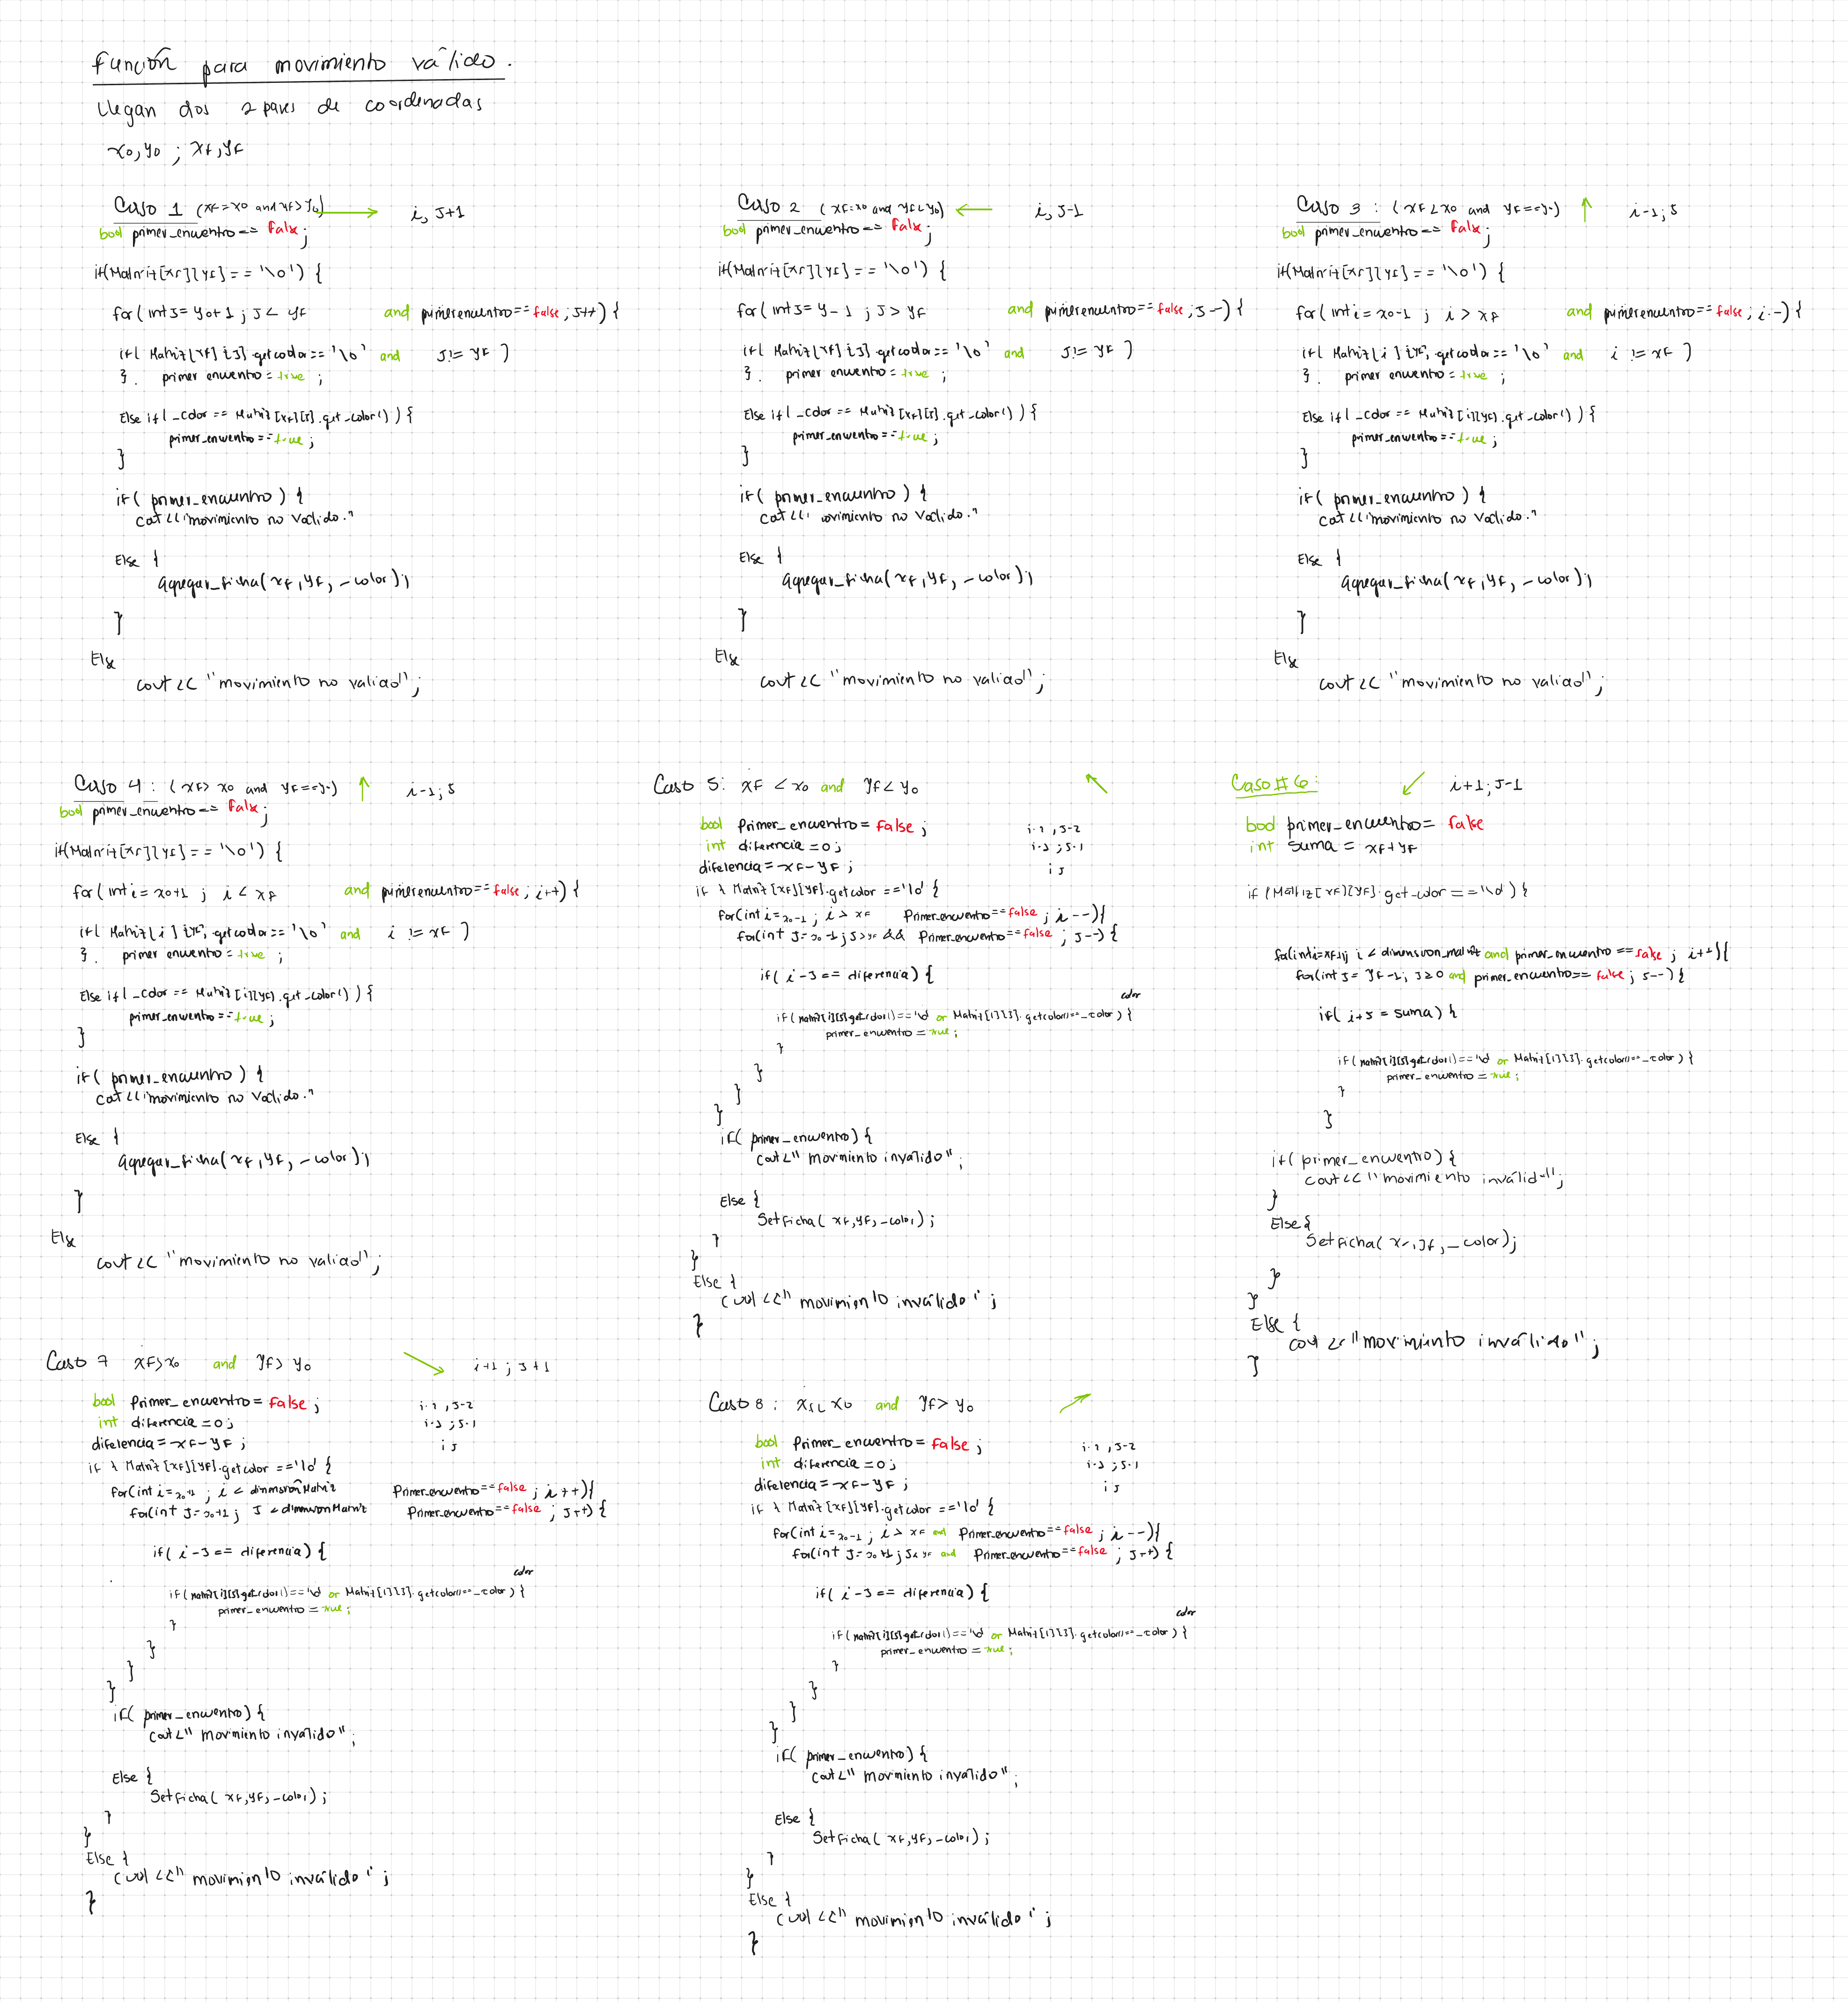 función para movimiento válido.
Llegan dos 2 pares de coordenadas
x0,y0 ; xf,yf
Caso 1 (xf=x0 and yf>y0) → i, J+1
bool primer_encuentro == false;
if(Matriz[xf][yf] == '\0') {
for(int J=y0+1 ; J< yf and primerencuentro==false; J++) {
if( Matriz[xf][J].getcolor=='\0' and J!= yF )
}. primer encuentro = true ;
Else if( _color == Matriz[xf][J].get_color() ) {
primer_encuentro ==true;
}
if( primer_encuentro ) {
cout<<"movimiento no valido."
Else {
agregar_ficha(xf,yf,_color);
}
Else
cout << "movimiento no valido";
Caso 2 (xf=x0 and yf<y0) ← i, J-1
bool primer_encuentro == false;
if(Matriz[xf][yf] == '\0') {
for( int J= y-1 ; J > yf and primerencuentro==false; J--) {
if( Matriz[xf][J].getcolor=='\0' and J!= yF )
}. primer encuentro = true ;
Else if( _color == Matriz[xf][J].get_color() ) {
primer_encuentro ==true;
}
if( primer_encuentro ) {
cout<<' ovimiento no valido."
Else {
agregar_ficha(xf,yf,_color);
}
Else
cout << "movimiento no valido";
Caso 3 : (xf<x0 and yf==y0) ↑ i-1;J
bool primer_encuentro == false;
if(Matriz[xf][yf] == '\0') {
for( int i= x0-1 ; i > xf and primerencuentro==false; i--) {
if( Matriz[i][yf].getcolor=='\0' and i != xF )
}. primer encuentro = true ;
Else if( _color == Matriz[i][yf].get_color() ) {
primer_encuentro ==true;
}
if( primer_encuentro ) {
cout<<"movimiento no valido."
Else {
agregar_ficha(xf,yf,_color);
}
Else
cout << "movimiento no valido";
Caso 4 : (xf> x0 and yf==y0) ↑ i-1;J
bool primer_encuentro == false;
if(Matriz[xf][yf] == '\0') {
for( int i= x0+1 ; i < xf and primerencuentro==false; i++) {
if( Matriz[i][yf].getcolor=='\0' and i != xF )
}. primer encuentro = true ;
Else if( _color == Matriz[i][yf].get_color() ) {
primer_encuentro ==true;
}
if( primer_encuentro ) {
cout<<"movimiento no valido."
Else {
agregar_ficha(xf,yf,_color);
}
Else
cout << "movimiento no valido";
Caso 5: xF < x0 and yf< y0 ↖
bool Primer_encuentro = false ; i-2,J-2
int diferencia = 0; i-1;J-1
diferencia = xF-yF ; i J
if Matriz[xF][yF].getcolor=='\0' {
for(int i=x0-1 ; i > xF Primer_encuentro==false ; i--){
for(int J=y0-1; J>yf && Primer_encuentro==false ; J--) {
if( i-J == diferencia) {
color
if(matriz[i][J].getcolor()=='\0 or Matriz[i][J].getcolor()==_color) {
primer_encuentro = true;
}
}
}
}
if( primer_encuentro) {
cout<" movimiento invalido";
Else {
SetFicha( xf,yf,_color);
}
}
Else {
cout <<" movimiento inválido" ;
}
Caso #6: ↙ i+1;J-1
bool primer_encuentro = false
int suma = xf+yf
if (Matriz[xF][yF].get_color=='\0') {
for(int i=xf+1; i < dimension_matriz and primer_encuentro ==false; i++){
for(int J= yf-1; J≥0 and primer_encuentro== false; J--) {
if( i+J = suma) {
if(matriz[i][J].getcolor()=='\0 or Matriz[i][J].getcolor()==_color) {
primer_encuentro = true;
}
}
if(primer_encuentro) {
cout<<"movimiento inválido";
}
Else {
SetFicha( xf,yf,_color);
}
}
Else {
cout <<"movimiento inválido";
}
Caso 7 xf>x0 and yf> y0 ↘ i+1 ; J+1
bool Primer_encuentro = false ; i-2,J-2
int diferencia = 0; i-1;J-1
diferencia = xF-yF ; i J
if Matriz[xF][yF].getcolor=='\0' {
for(int i=x0+1 ; i < dimensionMatriz Primer_encuentro==false ; i++){
for(int J=y0+1; J < dimensionMatriz Primer_encuentro==false ; J++) {
if( i-J == diferencia) {
color
if(matriz[i][J].getcolor()=='\0 or Matriz[i][J].getcolor()==_color) {
primer_encuentro = true;
}
}
}
}
if( primer_encuentro) {
cout<" movimiento invalido";
Else {
SetFicha( xf,yf,_color);
}
}
Else {
cout <<" movimiento inválido" ;
}
Caso 8 : xf< x0 and yf> y0 ↗
bool Primer_encuentro = false ; i-2,J-2
int diferencia = 0; i-1;J-1
diferencia = xF-yF ; i J
if Matriz[xF][yF].getcolor=='\0' {
for(int i=x0-1 ; i > xF and Primer_encuentro==false ; i--){
for(int J=y0+1; J<yf and Primer_encuentro==false ; J++) {
if( i-J == diferencia) {
color
if(matriz[i][J].getcolor()=='\0 or Matriz[i][J].getcolor()==_color) {
primer_encuentro = true;
}
}
}
}
if( primer_encuentro) {
cout<" movimiento invalido";
Else {
SetFicha( xf,yf,_color);
}
}
Else {
cout <<" movimiento inválido" ;
}